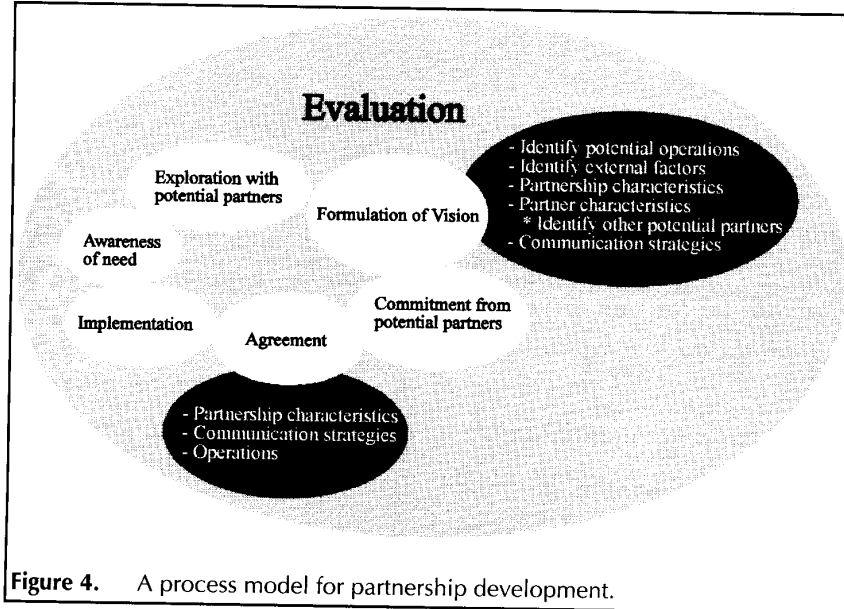 Evaluation
Exploration with
potential partners
Formulation of Vision
- Identify potential operations
- Identify external factors
- Partnership characteristics
- Partner characteristics
* Identify other potential partners
- Communication strategies
Awareness
of need
Implementation
Agreement
Commitment from
potential partners
- Partnership characteristics
- Communication strategies
- Operations
Figure 4. A process model for partnership development.